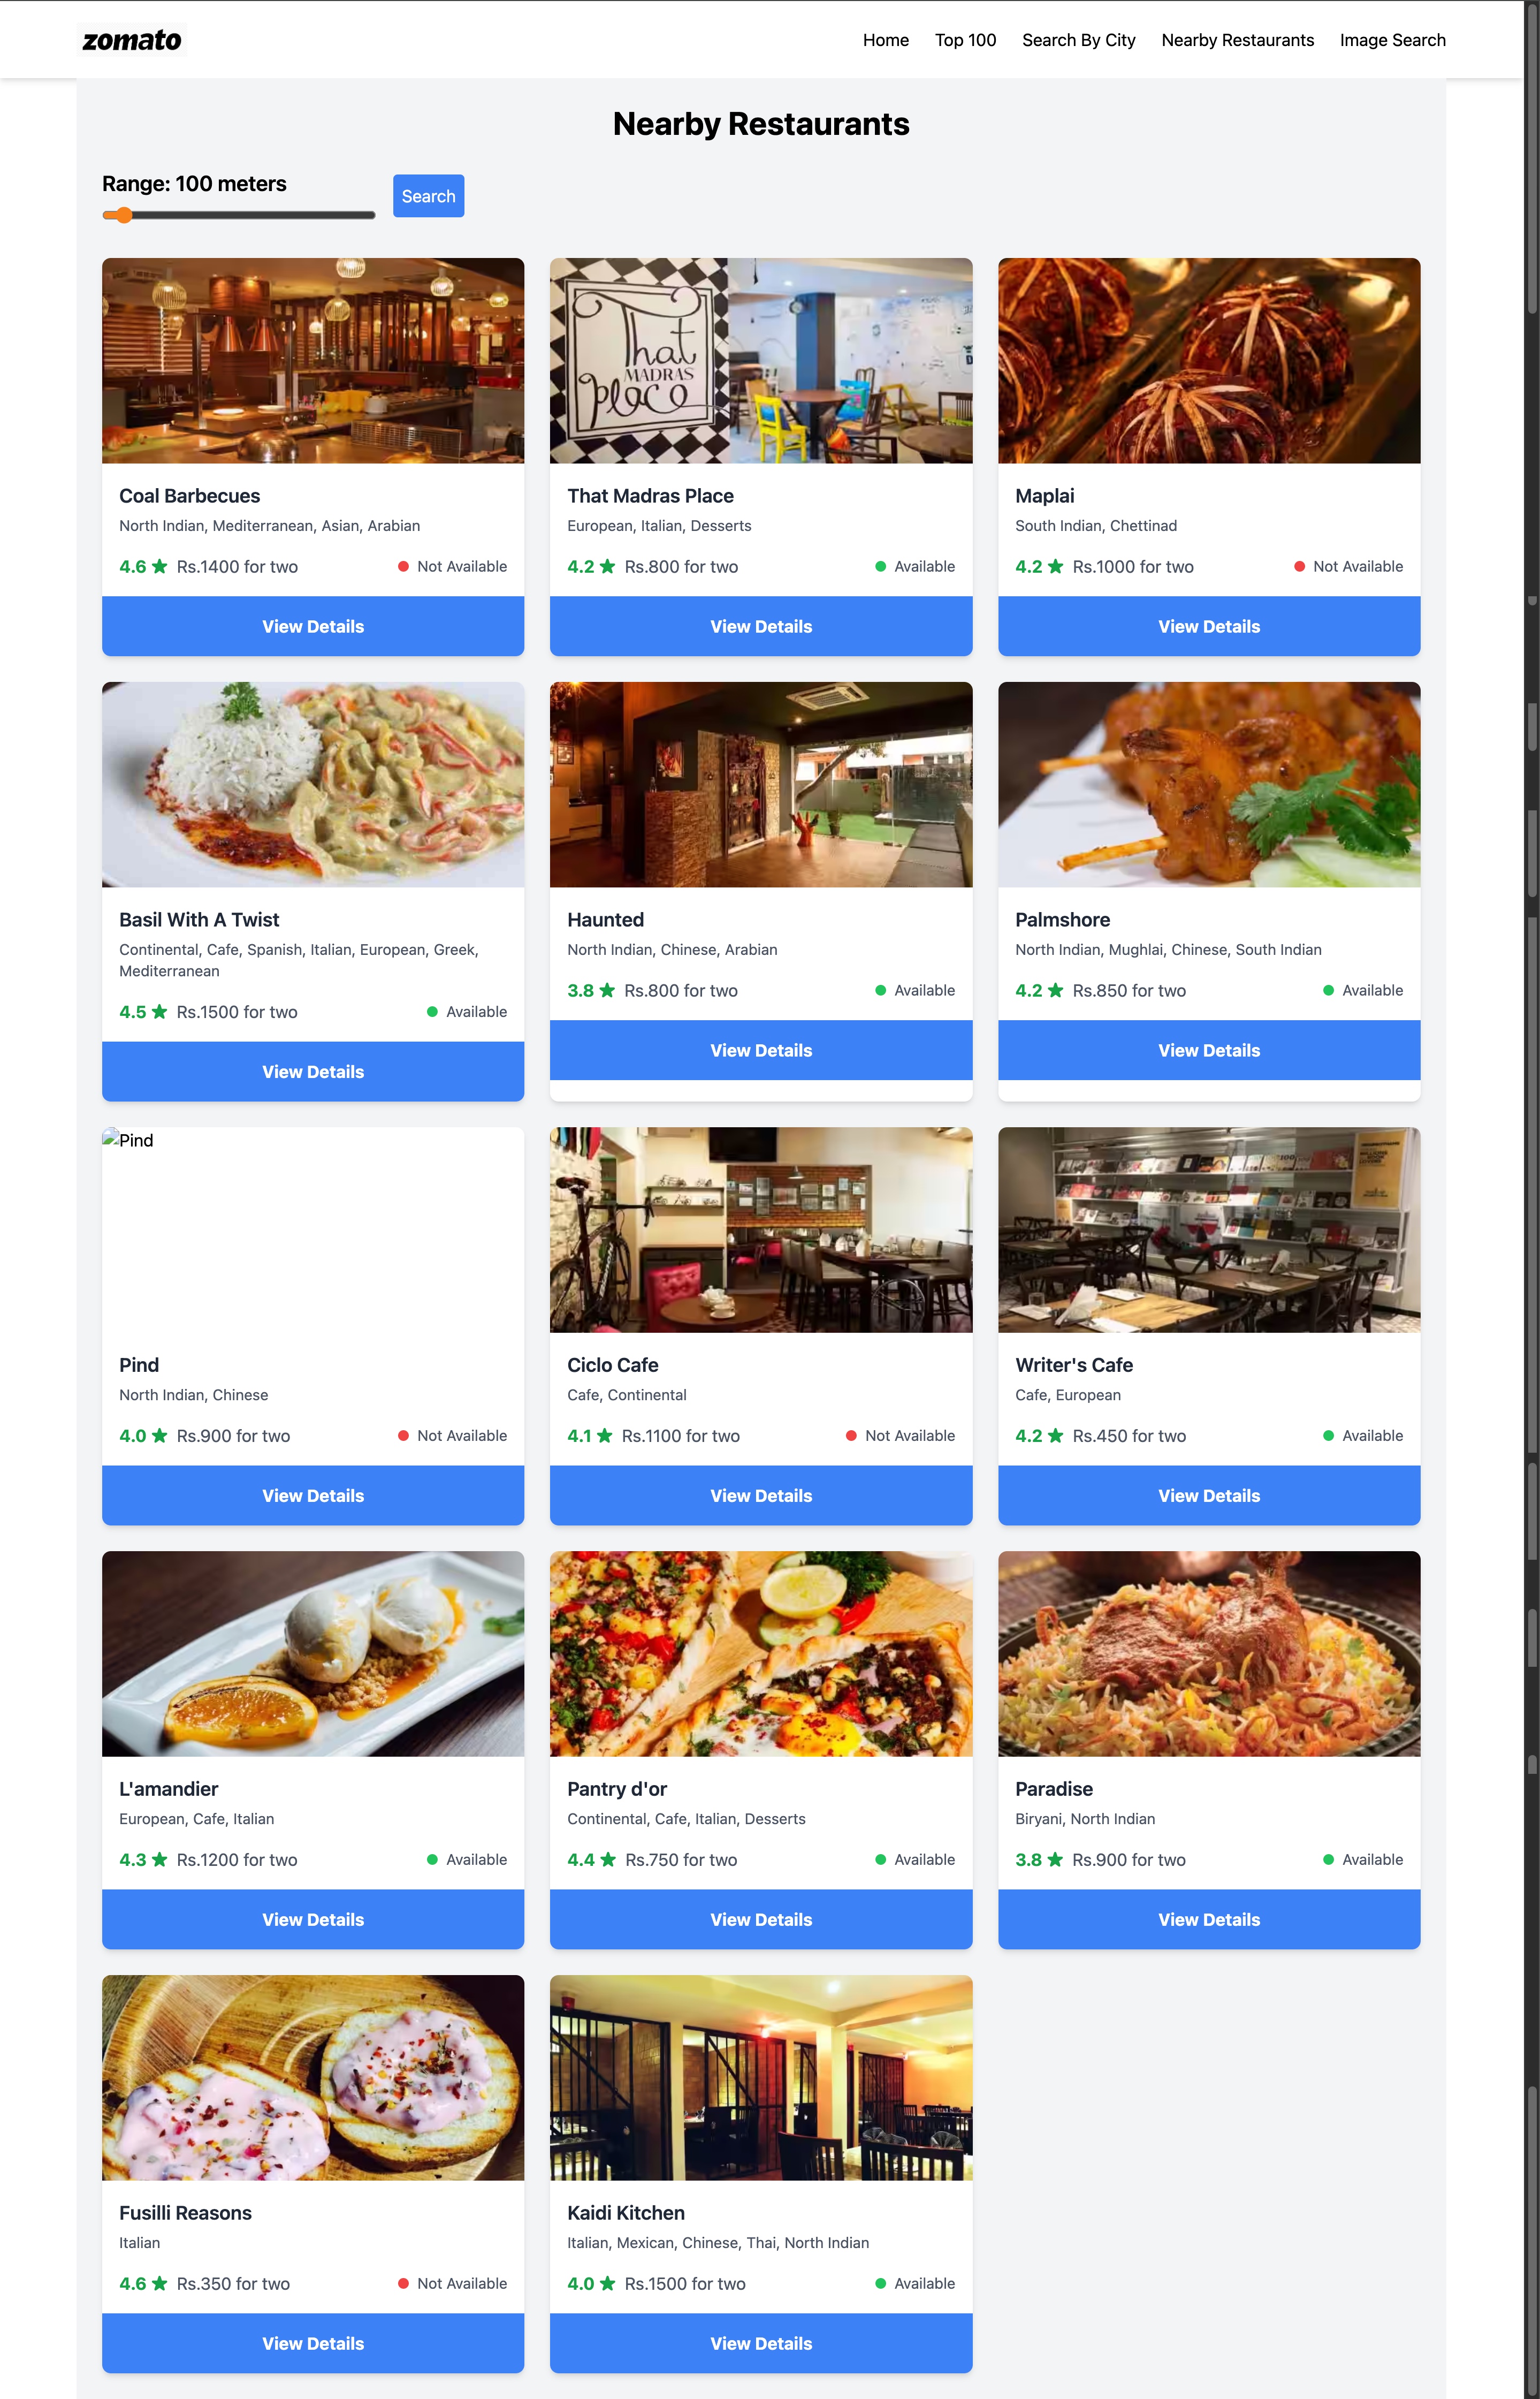 zomato
Home Top 100 Search By City Nearby Restaurants Image Search
Nearby Restaurants
Range: 100 meters
Search
That
MADRAS
Place
Coal Barbecues
North Indian, Mediterranean, Asian, Arabian
4.6 ★ Rs.1400 for two Not Available
View Details
That Madras Place
European, Italian, Desserts
4.2 ★ Rs.800 for two Available
View Details
Maplai
South Indian, Chettinad
4.2 ★ Rs.1000 for two Not Available
View Details
Basil With A Twist
Continental, Cafe, Spanish, Italian, European, Greek,
Mediterranean
4.5 ★ Rs.1500 for two Available
View Details
Haunted
North Indian, Chinese, Arabian
3.8 ★ Rs.800 for two Available
View Details
Palmshore
North Indian, Mughlai, Chinese, South Indian
4.2 ★ Rs.850 for two Available
View Details
Pind
Pind
North Indian, Chinese
4.0 ★ Rs.900 for two Not Available
View Details
Ciclo Cafe
Cafe, Continental
4.1 ★ Rs.1100 for two Not Available
View Details
Writer's Cafe
Cafe, European
4.2 ★ Rs.450 for two Available
View Details
L'amandier
European, Cafe, Italian
4.3 ★ Rs.1200 for two Available
View Details
Pantry d'or
Continental, Cafe, Italian, Desserts
4.4 ★ Rs.750 for two Available
View Details
Paradise
Biryani, North Indian
3.8 ★ Rs.900 for two Available
View Details
Fusilli Reasons
Italian
4.6 ★ Rs.350 for two Not Available
View Details
Kaidi Kitchen
Italian, Mexican, Chinese, Thai, North Indian
4.0 ★ Rs.1500 for two Available
View Details